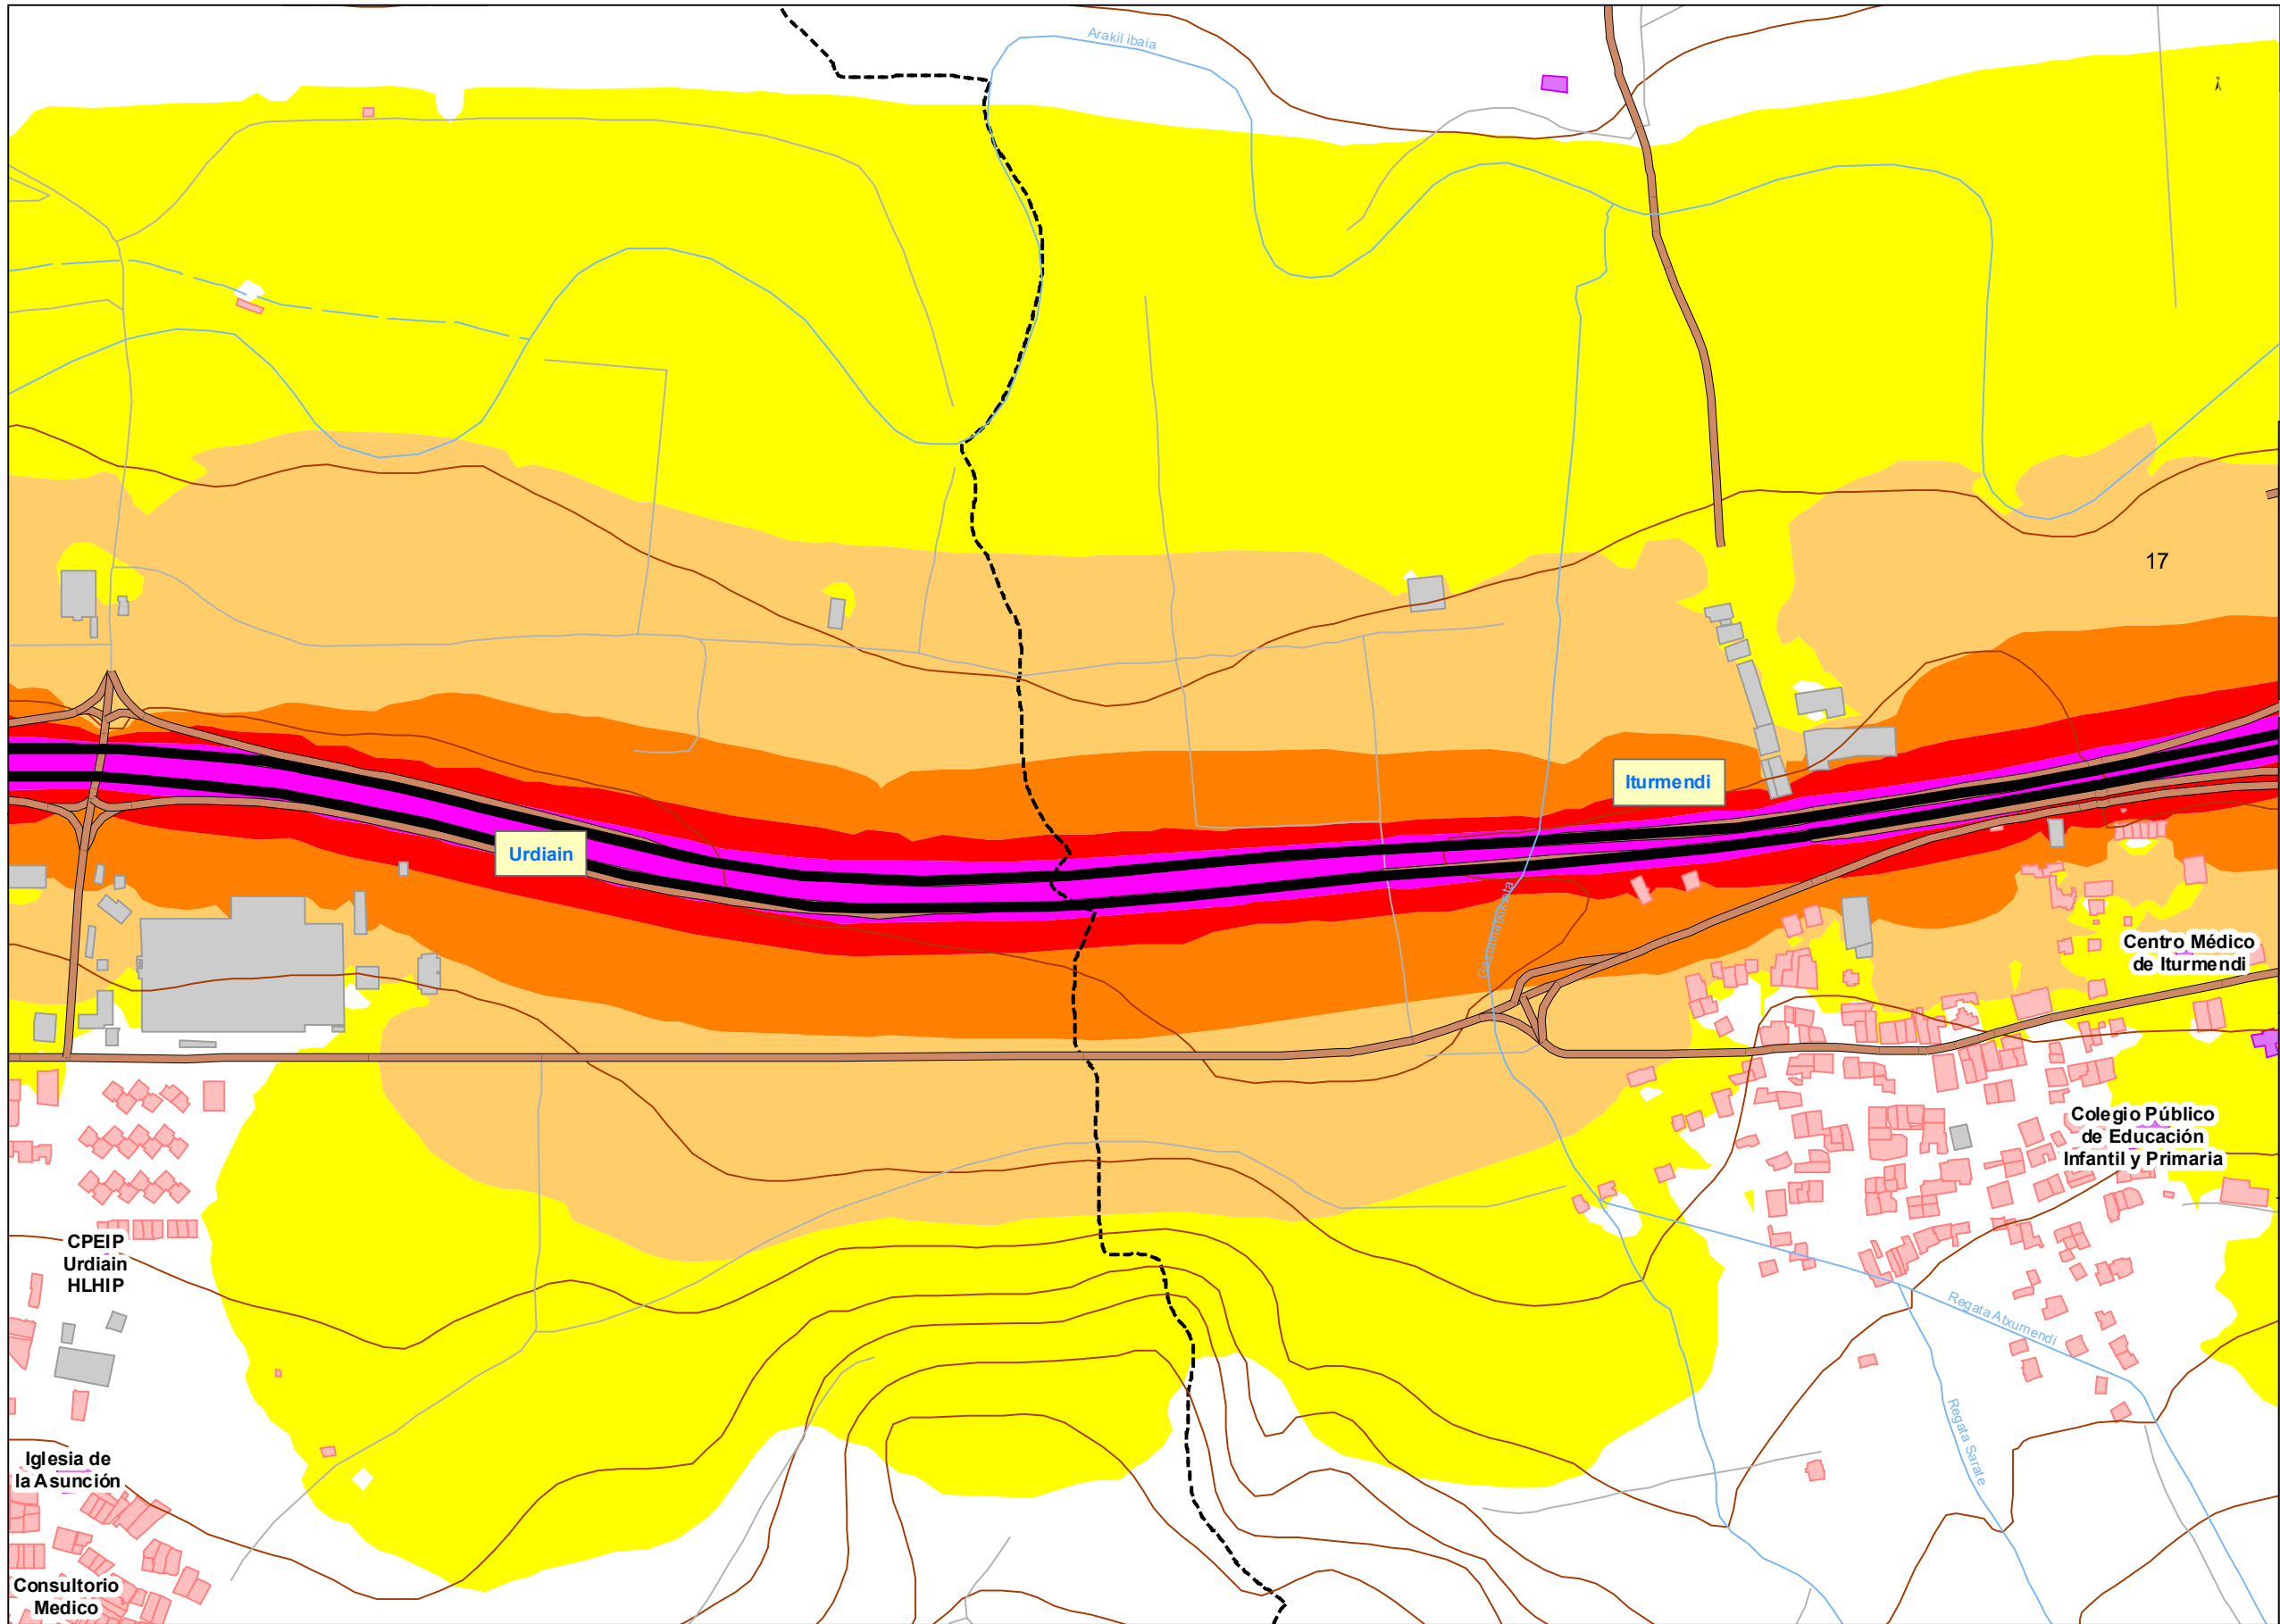 Arakil ibaia
17
Iturmendi
Urdiain
Gaztumatxikata
Centro Médico
de Iturmendi
Colegio Público
de Educación
Infantil y Primaria
CPEIP
Urdiain
HLHIP
Regata Atxumendi
Regata Sarate
Iglesia de
la Asunción
Consultorio
Medico